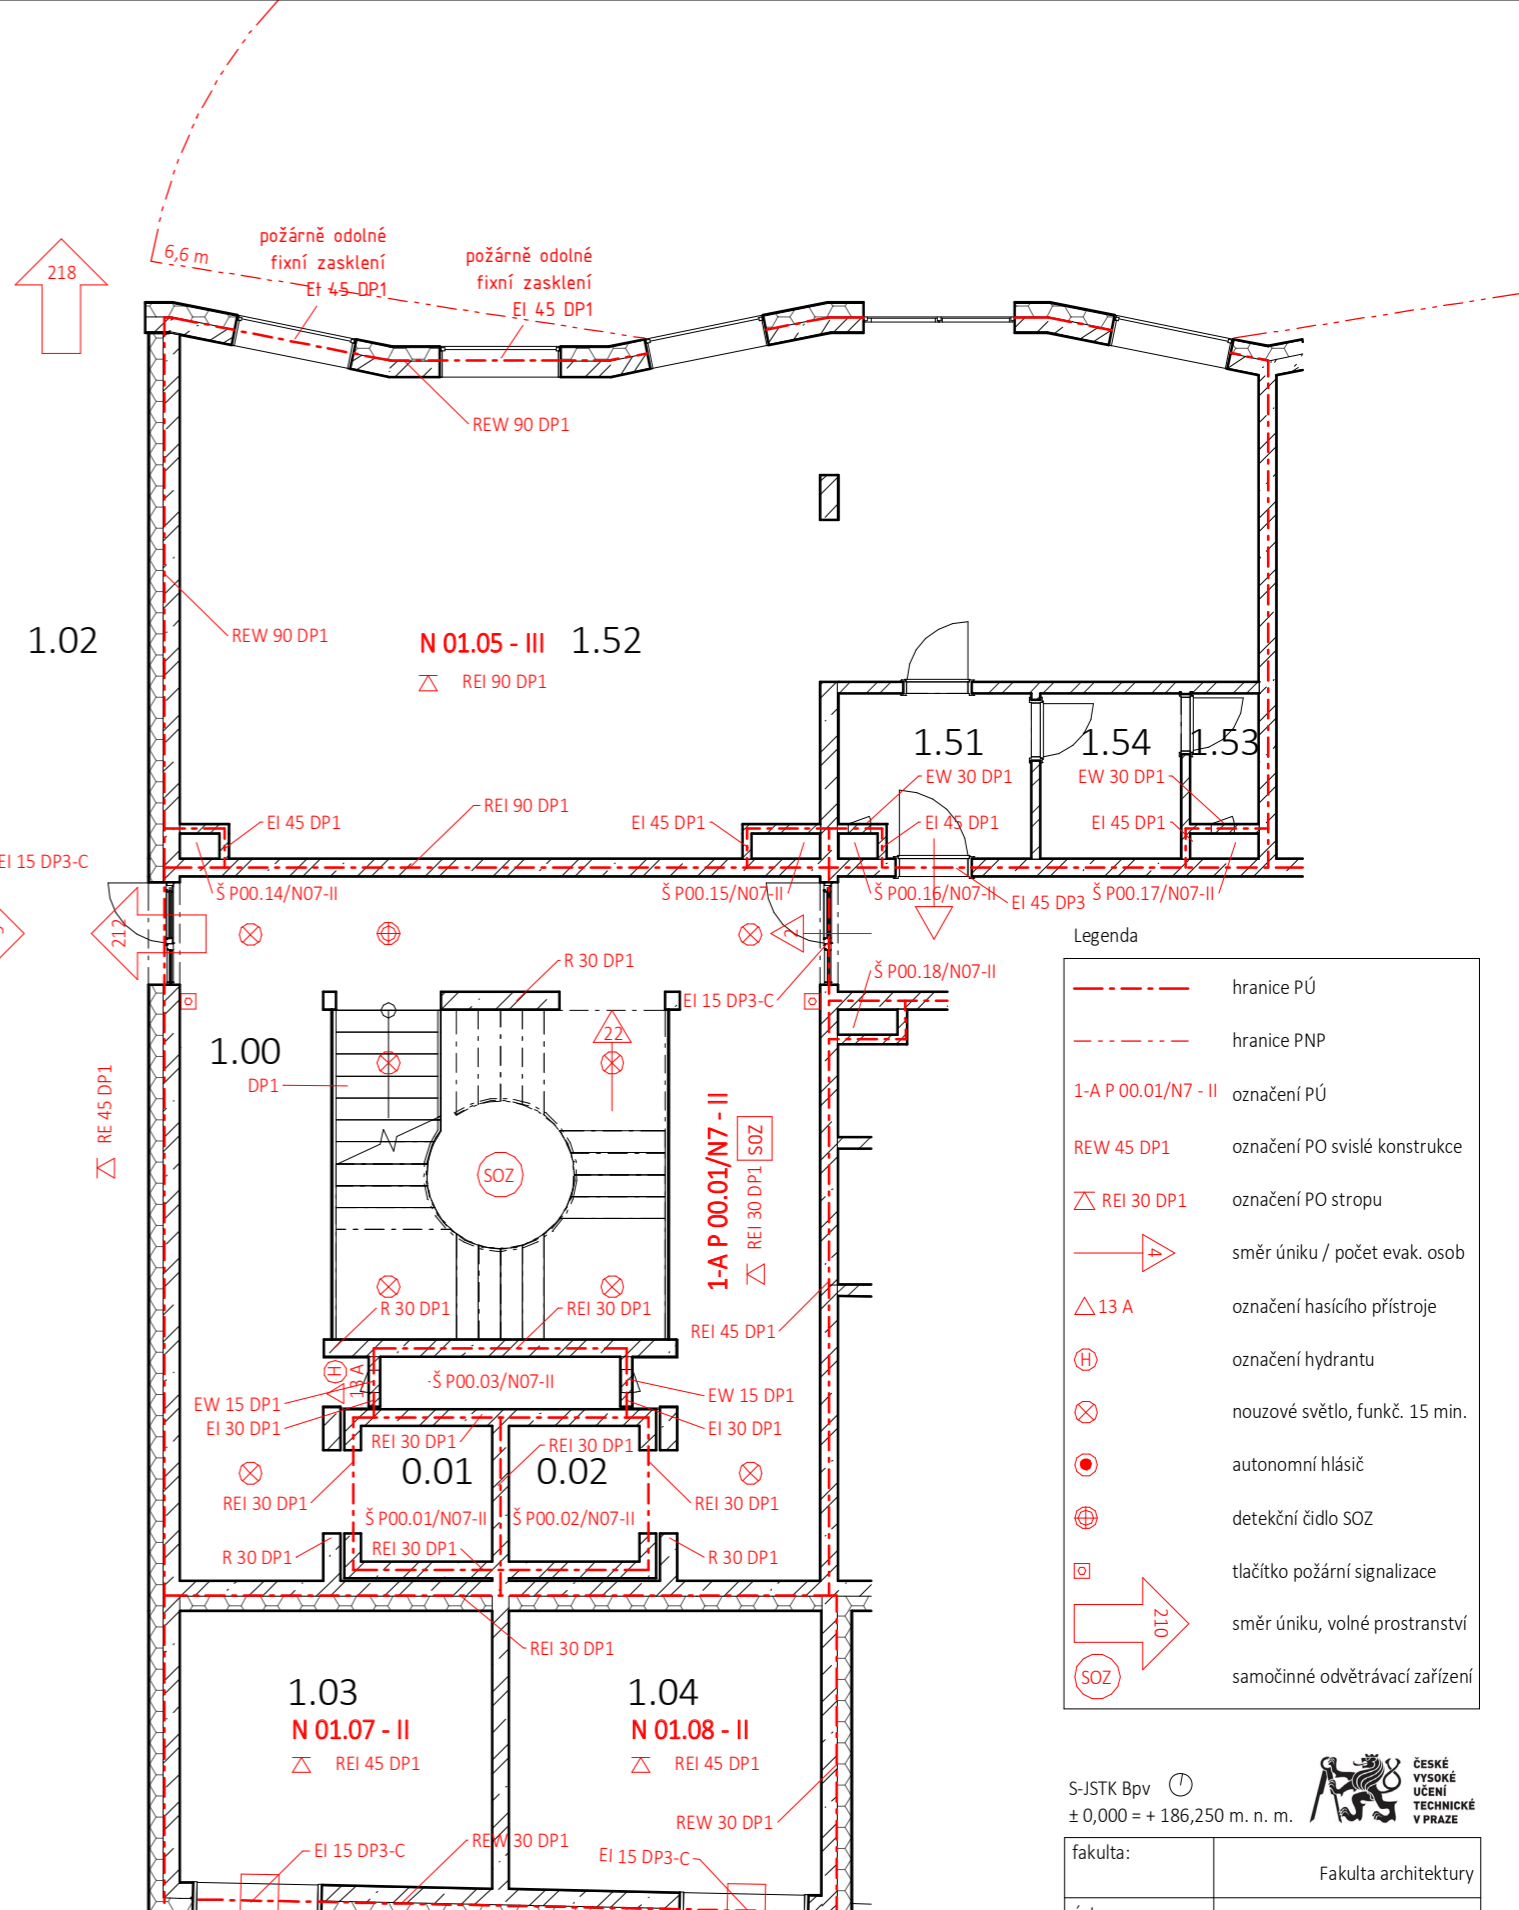 požárně odolné
fixní zasklení
EI 45 DP1
požárně odolné
fixní zasklení
EI 45 DP1
6,6 m
218
REW 90 DP1
1.02
REW 90 DP1
N 01.05 - III
1.52
REI 90 DP1
1.51
1.54
1.53
EW 30 DP1
EW 30 DP1
REI 90 DP1
EI 45 DP1
EI 45 DP1
EI 45 DP1
EI 45 DP1
EI 15 DP3-C
Š P00.14/N07-II
Š P00.15/N07-II
Š P00.16/N07-II
EI 45 DP3
Š P00.17/N07-II
212
2
R 30 DP1
Š P00.18/N07-II
EI 15 DP3-C
22
1.00
DP1
RE 45 DP1
SOZ
1-A P 00.01/N7 - II
REI 30 DP1
SOZ
R 30 DP1
REI 30 DP1
REI 45 DP1
H
13 A
Š P00.03/N07-II
EW 15 DP1
EW 15 DP1
EI 30 DP1
EI 30 DP1
REI 30 DP1
REI 30 DP1
0.01
0.02
REI 30 DP1
REI 30 DP1
Š P00.01/N07-II
Š P00.02/N07-II
REI 30 DP1
R 30 DP1
R 30 DP1
REI 30 DP1
1.03
1.04
N 01.07 - II
N 01.08 - II
REI 45 DP1
REI 45 DP1
REW 30 DP1
REW 30 DP1
EI 15 DP3-C
EI 15 DP3-C
Legenda
hranice PÚ
hranice PNP
1-A P 00.01/N7 - II označení PÚ
REW 45 DP1 označení PO svislé konstrukce
REI 30 DP1 označení PO stropu
4 směr úniku / počet evak. osob
13 A označení hasícího přístroje
H označení hydrantu
nouzové světlo, funkč. 15 min.
autonomní hlásič
detekční čidlo SOZ
tlačítko požární signalizace
210 směr úniku, volné prostranství
SOZ samočinné odvětrávací zařízení
S-JSTK Bpv
± 0,000 = + 186,250 m. n. m.
ČESKÉ
VYSOKÉ
UČENÍ
TECHNICKÉ
V PRAZE
fakulta:
Fakulta architektury